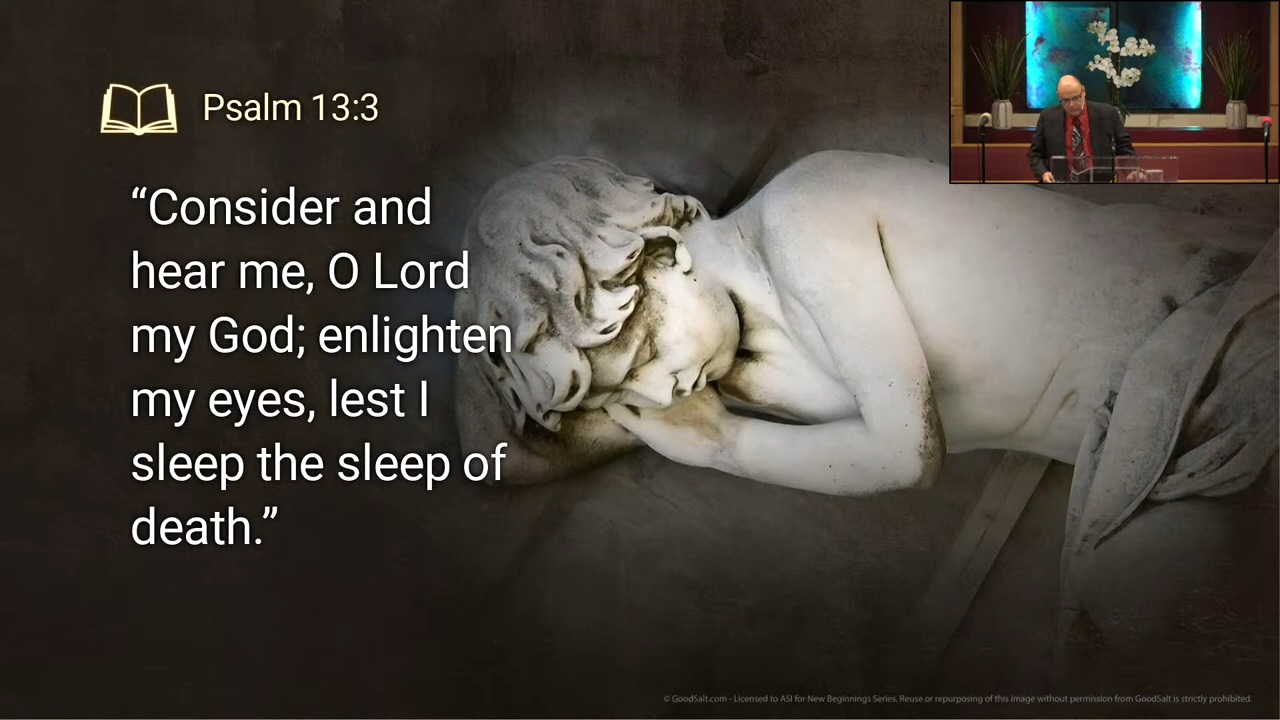 Psalm 13:3
“Consider and
hear me, O Lord
my God; enlighten
my eyes, lest I
sleep the sleep of
death.”
© GoodSalt.com - Licensed to ASI for New Beginnings Series. Reuse or repurposing of this image without permission from GoodSalt is strictly prohibited.